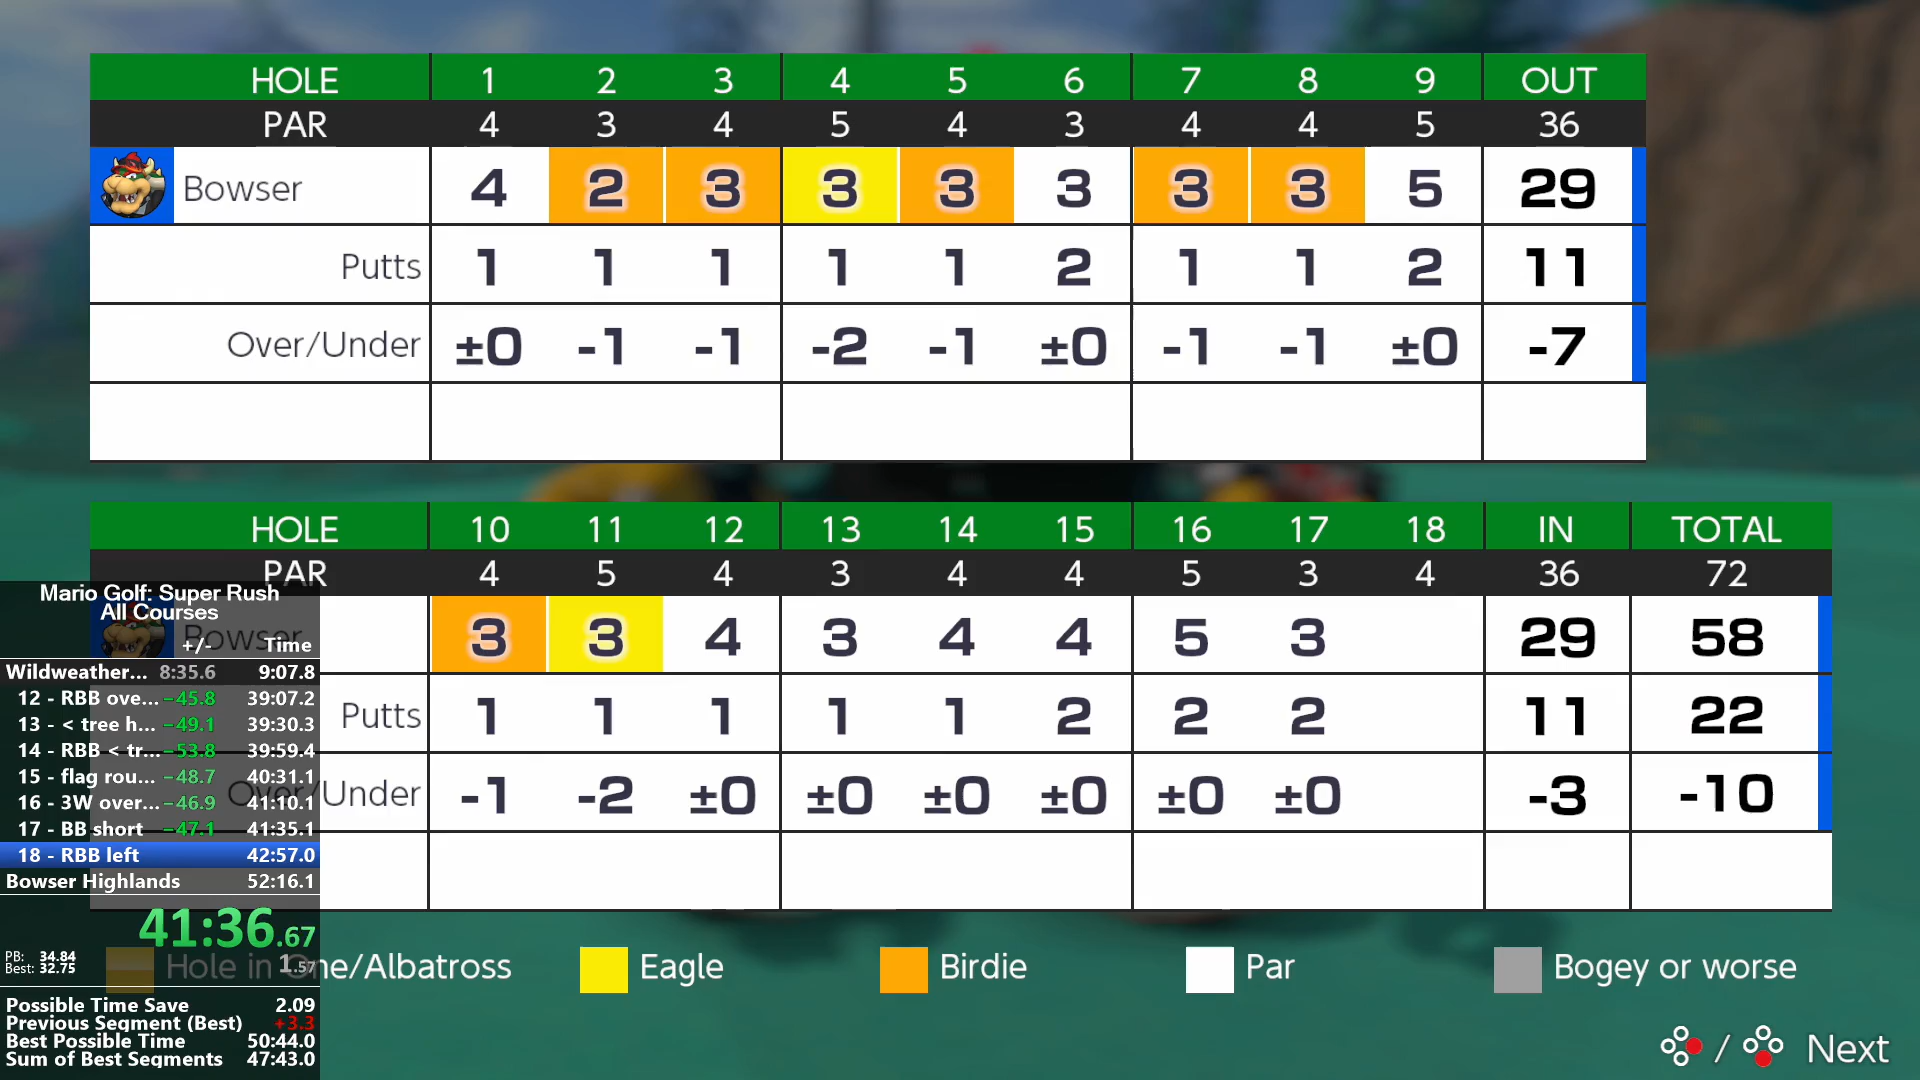 HOLE 1 2 3 4 5 6 7 8 9 OUT
PAR 4 3 4 5 4 3 4 4 5 36
Bowser 4 2 3 3 3 3 3 3 5 29
Putts 1 1 1 1 1 2 1 1 2 11
Over/Under ±0 -1 -1 -2 -1 ±0 -1 -1 ±0 -7
HOLE 10 11 12 13 14 15 16 17 18 IN TOTAL
PAR 4 5 4 3 4 4 5 3 4 36 72
Bowser 3 3 4 3 4 4 5 3 29 58
Putts 1 1 1 1 1 2 2 2 11 22
Over/Under -1 -2 ±0 ±0 ±0 ±0 ±0 ±0 -3 -10
Mario Golf: Super Rush
All Courses
+/- Time
Wildweather... 8:35.6 9:07.8
12 - RBB ove... -45.8 39:07.2
13 - < tree h... -49.1 39:30.3
14 - RBB < tr... -53.8 39:59.4
15 - flag rou... -48.7 40:31.1
16 - 3W over... -46.9 41:10.1
17 - BB short -47.1 41:35.1
18 - RBB left 42:57.0
Bowser Highlands 52:16.1
41:36.67
PB: 34.84
Best: 32.75 1.57
Possible Time Save 2.09
Previous Segment (Best) +3.3
Best Possible Time 50:44.0
Sum of Best Segments 47:43.0
Hole in One/Albatross Eagle Birdie Par Bogey or worse
/ Next